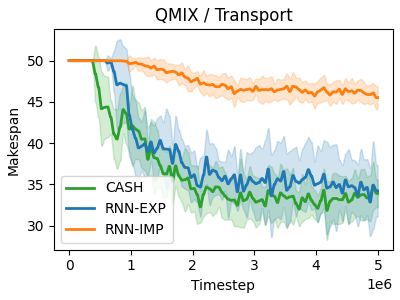 QMIX / Transport
Makespan
50
45
40
35
30
CASH
RNN-EXP
RNN-IMP
0
1
2
3
4
5
1e6
Timestep